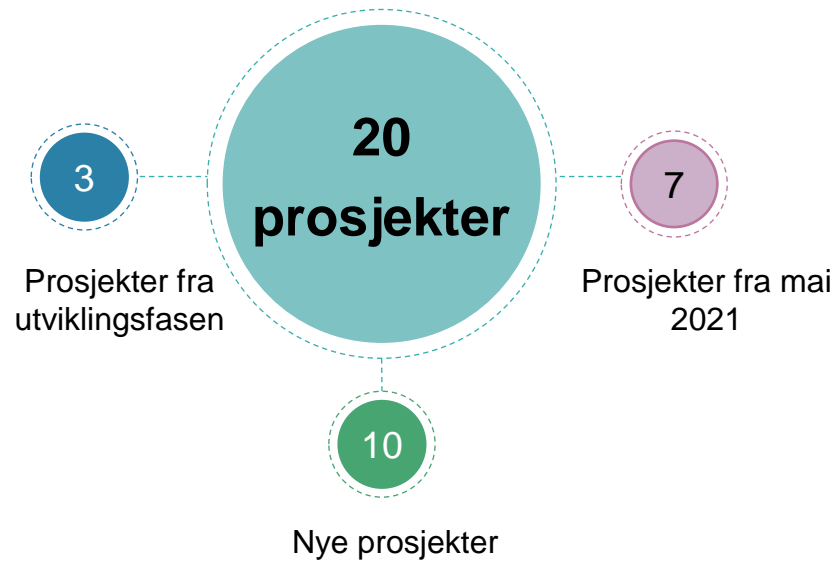 20
prosjekter
3
Prosjekter fra
utviklingsfasen
7
Prosjekter fra mai
2021
10
Nye prosjekter